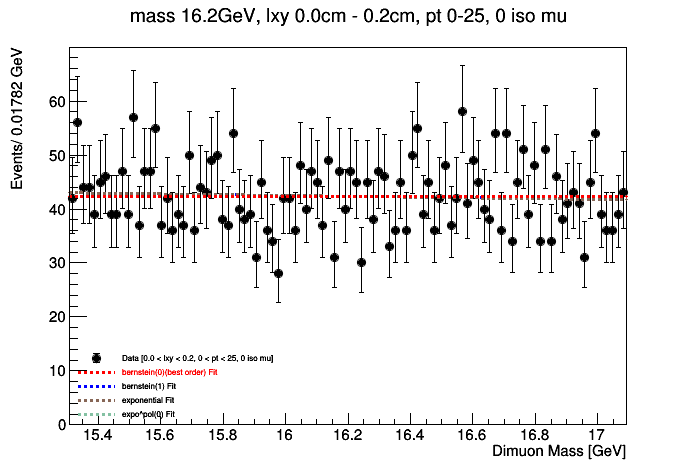 mass 16.2GeV, lxy 0.0cm - 0.2cm, pt 0-25, 0 iso mu
Events/ 0.01782 GeV
60
50
40
30
20
10
0
Data [0.0 < lxy < 0.2, 0 < pt < 25, 0 iso mu]
bernstein(0)(best order) Fit
bernstein(1) Fit
exponential Fit
expo*pol(0) Fit
15.4 15.6 15.8 16 16.2 16.4 16.6 16.8 17
Dimuon Mass [GeV]